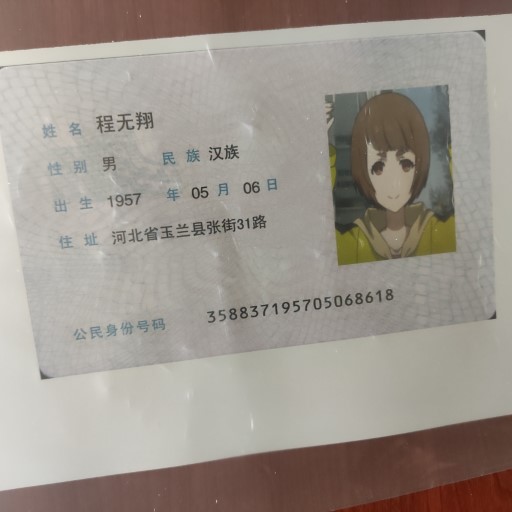 姓名 程无翔
性别 男 民族 汉族
出生 1957 年 05 月 06 日
住址 河北省玉兰县张街31路
公民身份号码 358837195705068618